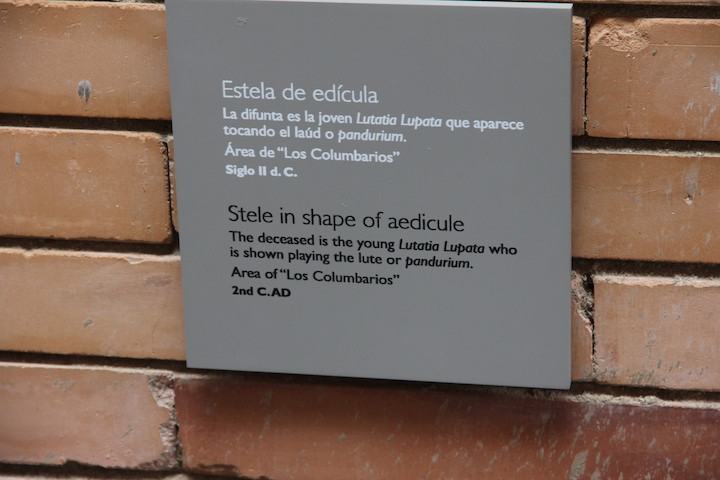 Estela de edícula
La difunta es la joven Lutatia Lupata que aparece
tocando el laúd o pandurium.
Área de “Los Columbarios”
Siglo II d. C.
Stele in shape of aedicule
The deceased is the young Lutatia Lupata who
is shown playing the lute or pandurium.
Area of “Los Columbarios”
2nd C.AD